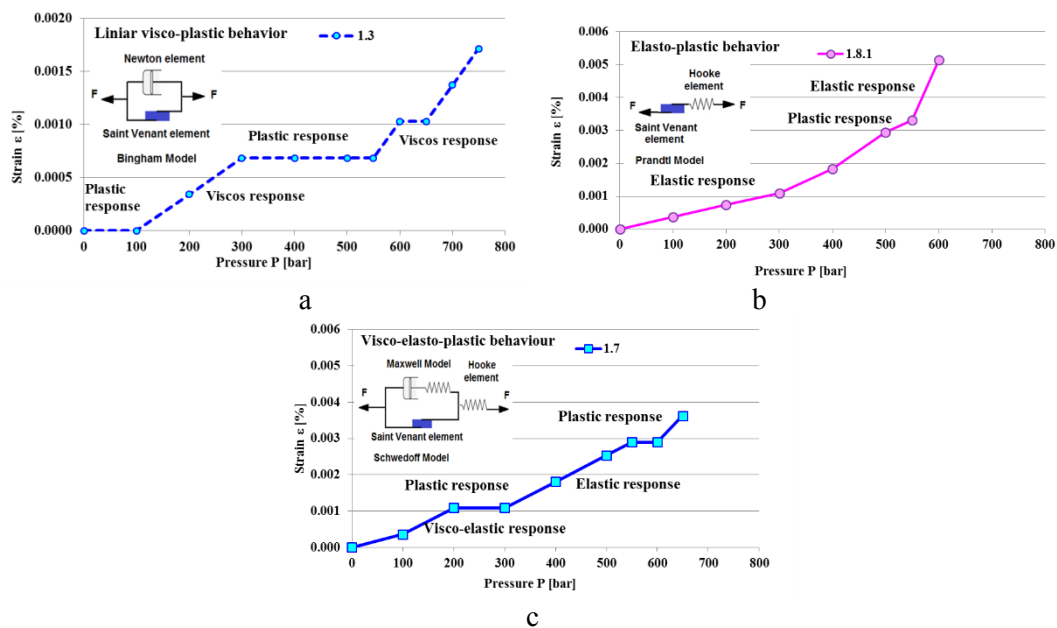 Liniar visco-plastic behavior
1.3
Newton element
F
F
Saint Venant element
Bingham Model
Plastic response
Viscos response
Plastic
response
Viscos response
Strain ε [%]
0.0020
0.0015
0.0010
0.0005
0.0000
0 100 200 300 400 500 600 700 800
Pressure P [bar]
a
Elasto-plastic behavior
1.8.1
Hooke
element
F
F
Saint Venant
element
Prandtl Model
Elastic response
Plastic response
Elastic response
Strain ε [%]
0.006
0.005
0.004
0.003
0.002
0.001
0.000
0 100 200 300 400 500 600 700 800
Pressure P [bar]
b
Visco-elasto-plastic behaviour
1.7
Maxwell Model
Hooke
element
F
F
Saint Venant element
Schwedoff Model
Plastic response
Plastic response
Elastic response
Visco-elastic response
Strain ε [%]
0.006
0.005
0.004
0.003
0.002
0.001
0.000
0 100 200 300 400 500 600 700 800
Pressure P [bar]
c